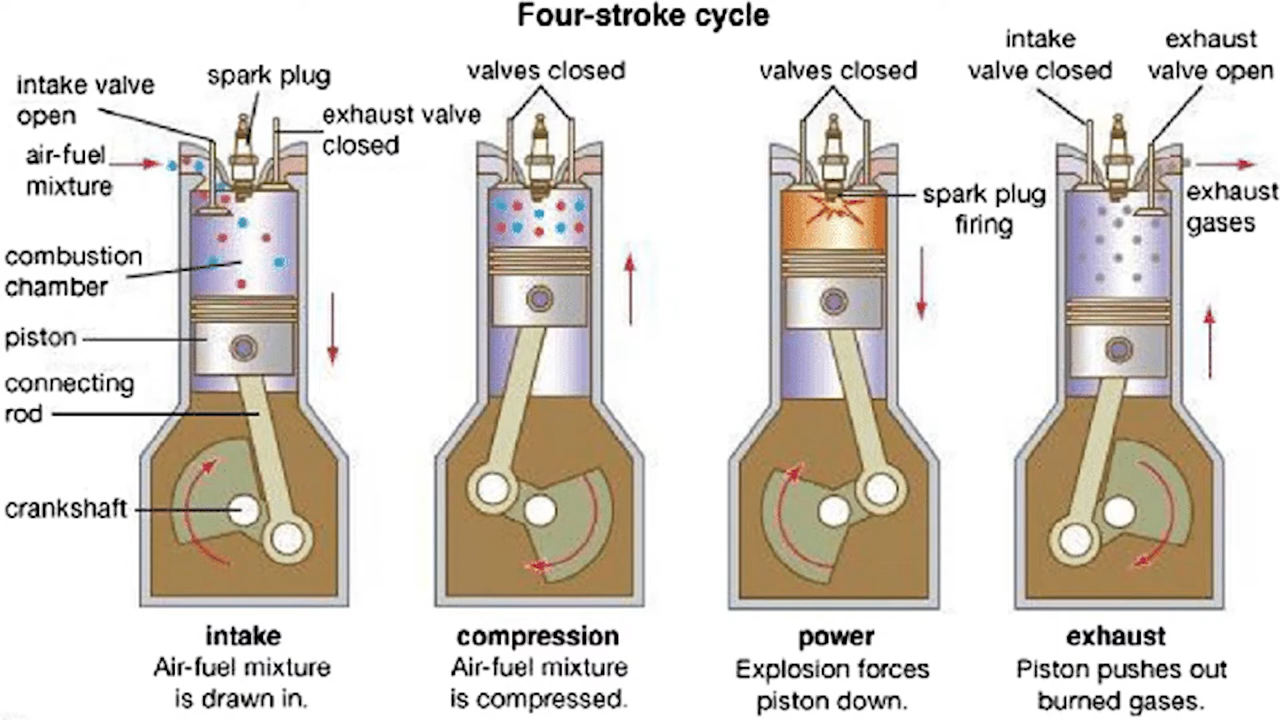 Four-stroke cycle
intake valve
open
spark plug
exhaust valve
closed
air-fuel
mixture
combustion
chamber
piston
connecting
rod
crankshaft
intake
Air-fuel mixture
is drawn in.
valves closed
compression
Air-fuel mixture
is compressed.
valves closed
spark plug
firing
power
Explosion forces
piston down.
intake
valve closed
exhaust
valve open
exhaust
gases
exhaust
Piston pushes out
burned gases.